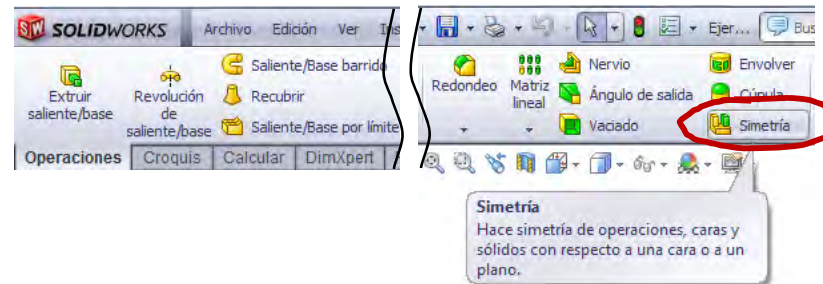 SW SOLIDWORKS Archivo Edición Ver
Extruir saliente/base
Revolución de saliente/base
Saliente/Base barrido
Recubrir
Saliente/Base por límite
Operaciones Croquis Calcular DimXpert
Ejer... Bus
Redondeo
Matriz lineal
Nervio
Ángulo de salida
Vaciado
Envolver
Cúpula
Simetría
Simetría
Hace simetría de operaciones, caras y
sólidos con respecto a una cara o a un
plano.